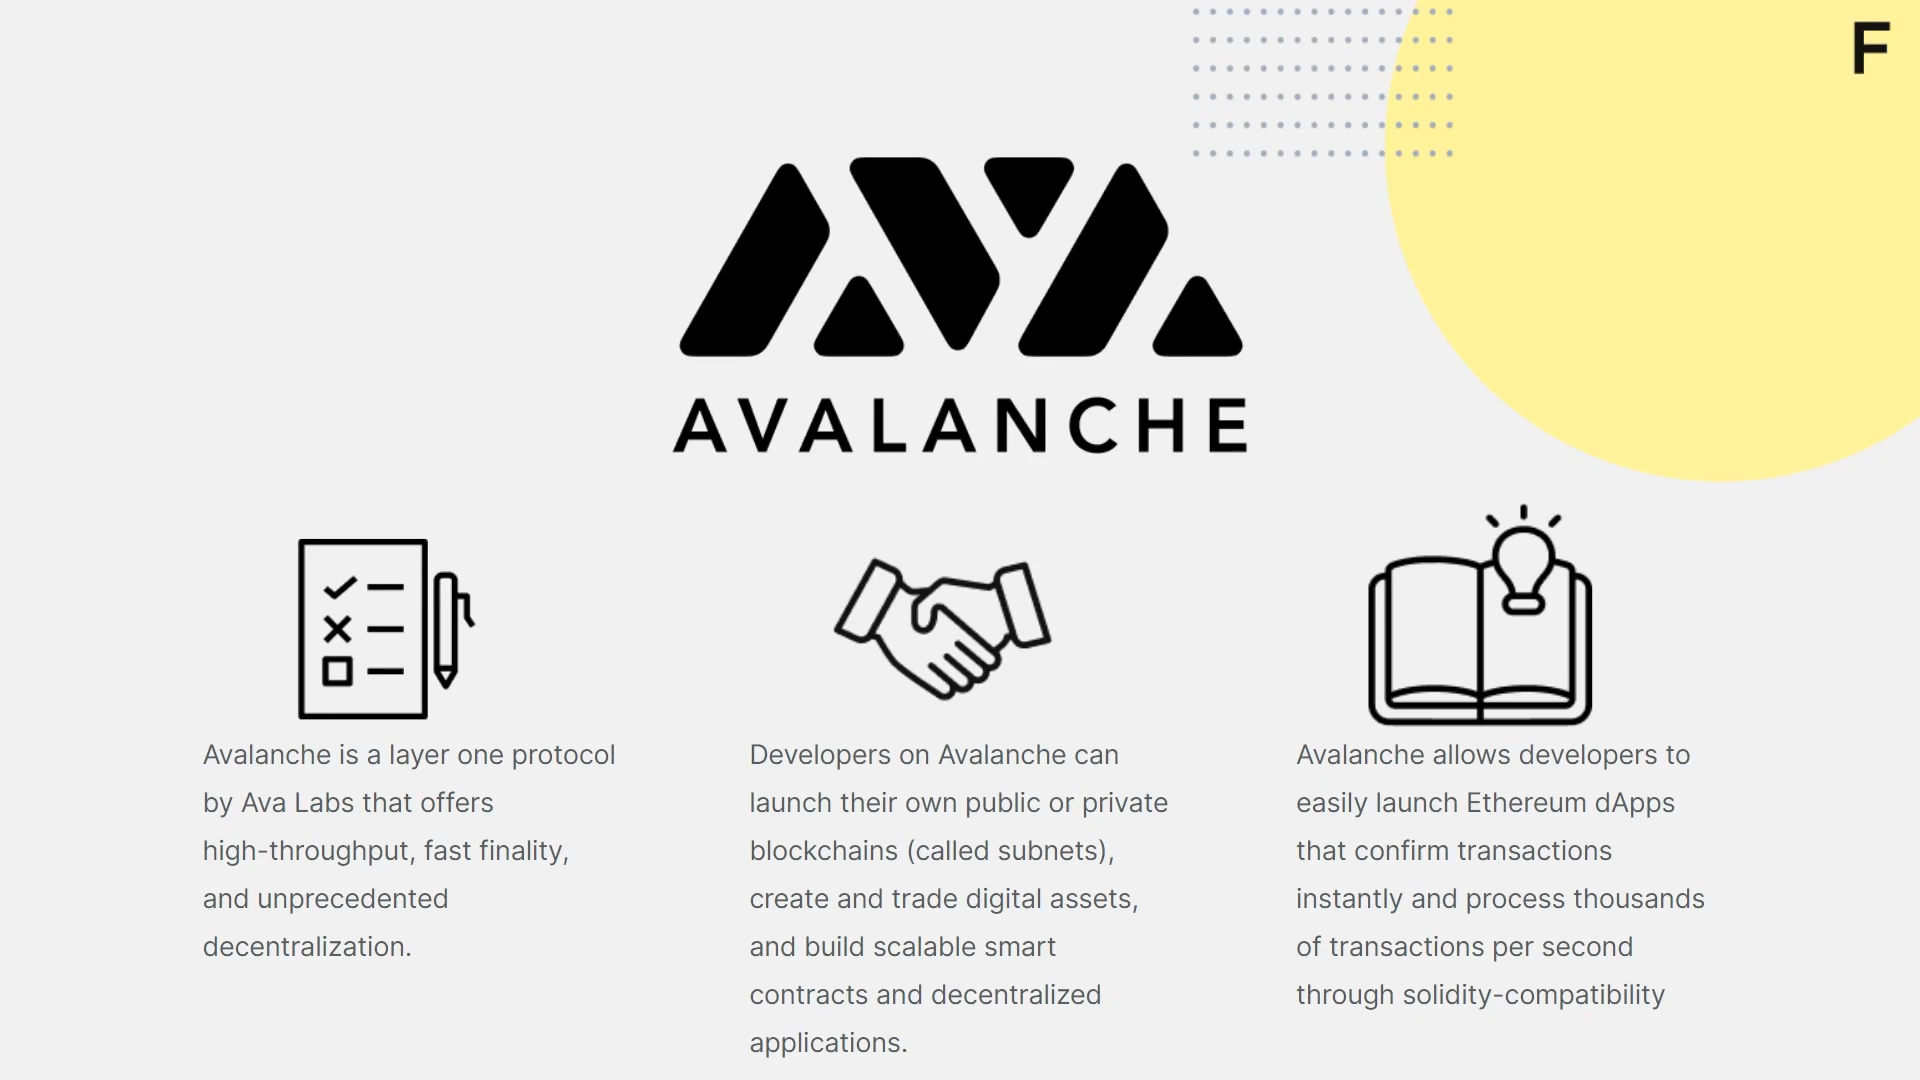 F
AVALANCHE
Avalanche is a layer one protocol
by Ava Labs that offers
high-throughput, fast finality,
and unprecedented
decentralization.
Developers on Avalanche can
launch their own public or private
blockchains (called subnets),
create and trade digital assets,
and build scalable smart
contracts and decentralized
applications.
Avalanche allows developers to
easily launch Ethereum dApps
that confirm transactions
instantly and process thousands
of transactions per second
through solidity-compatibility